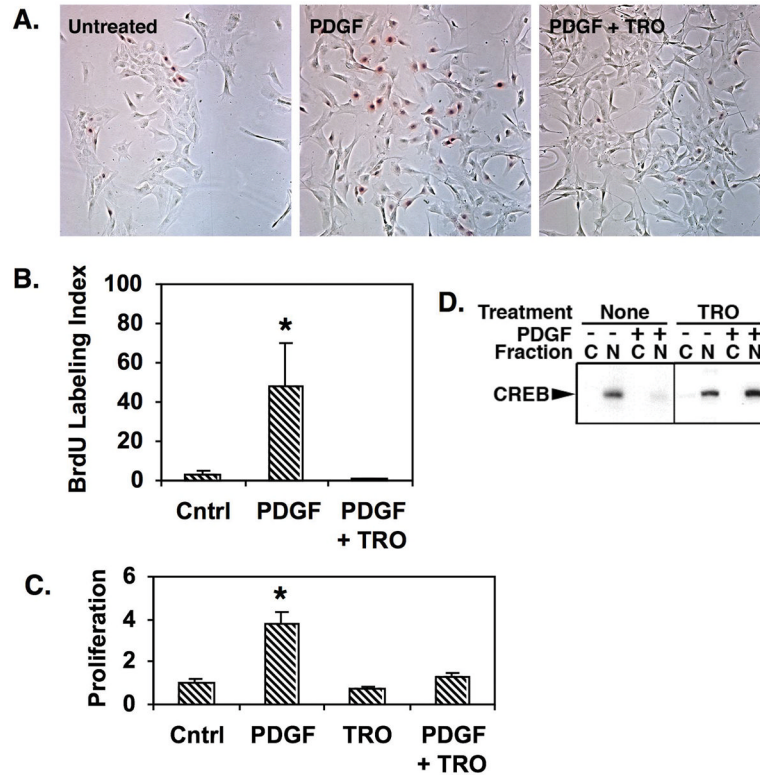 A.
Untreated
PDGF
PDGF + TRO
B.
BrdU Labeling Index
100
80
60
40
20
0
*
Cntrl PDGF PDGF
+ TRO
C.
Proliferation
6
4
2
0
*
Cntrl PDGF TRO PDGF
+ TRO
D.
Treatment None TRO
PDGF - - + + - - + +
Fraction C N C N C N C N
CREB